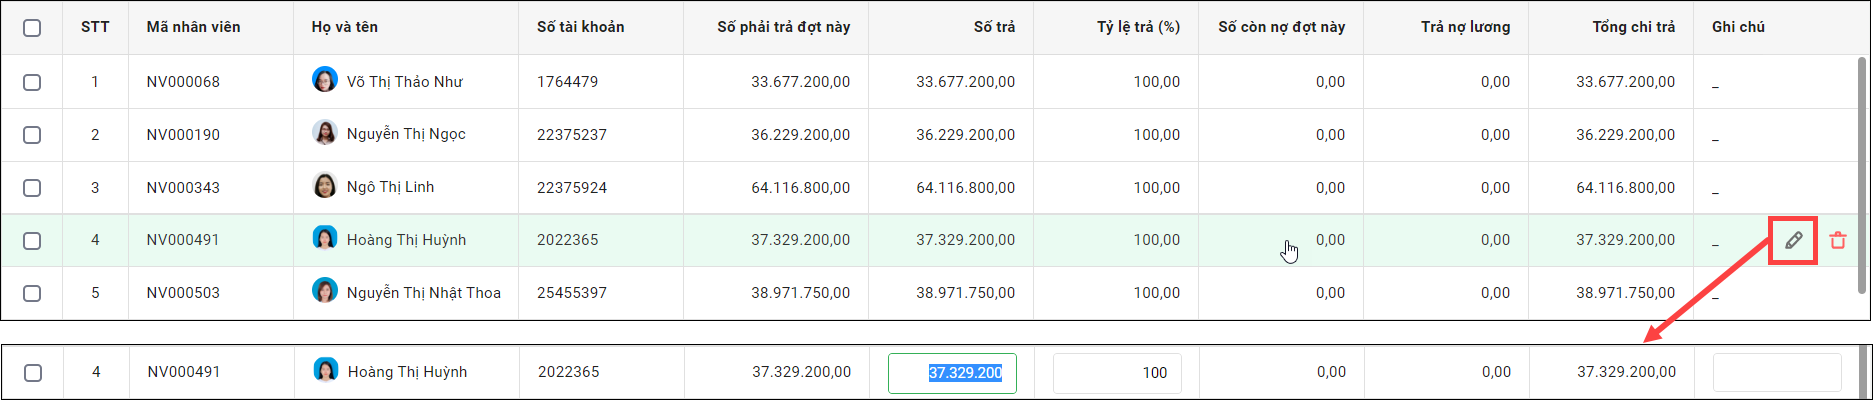 STT Mã nhân viên Họ và tên Số tài khoản Số phải trả đợt này Số trả Tỷ lệ trả (%) Số còn nợ đợt này Trả nợ lương Tổng chi trả Ghi chú
1 NV000068 Võ Thị Thảo Như 1764479 33.677.200,00 33.677.200,00 100,00 0,00 0,00 33.677.200,00 _
2 NV000190 Nguyễn Thị Ngọc 22375237 36.229.200,00 36.229.200,00 100,00 0,00 0,00 36.229.200,00 _
3 NV000343 Ngô Thị Linh 22375924 64.116.800,00 64.116.800,00 100,00 0,00 0,00 64.116.800,00 _
4 NV000491 Hoàng Thị Huỳnh 2022365 37.329.200,00 37.329.200,00 100,00 0,00 0,00 37.329.200,00 _
5 NV000503 Nguyễn Thị Nhật Thoa 25455397 38.971.750,00 38.971.750,00 100,00 0,00 0,00 38.971.750,00 _
4 NV000491 Hoàng Thị Huỳnh 2022365 37.329.200,00 37.329.200 100 0,00 0,00 37.329.200,00